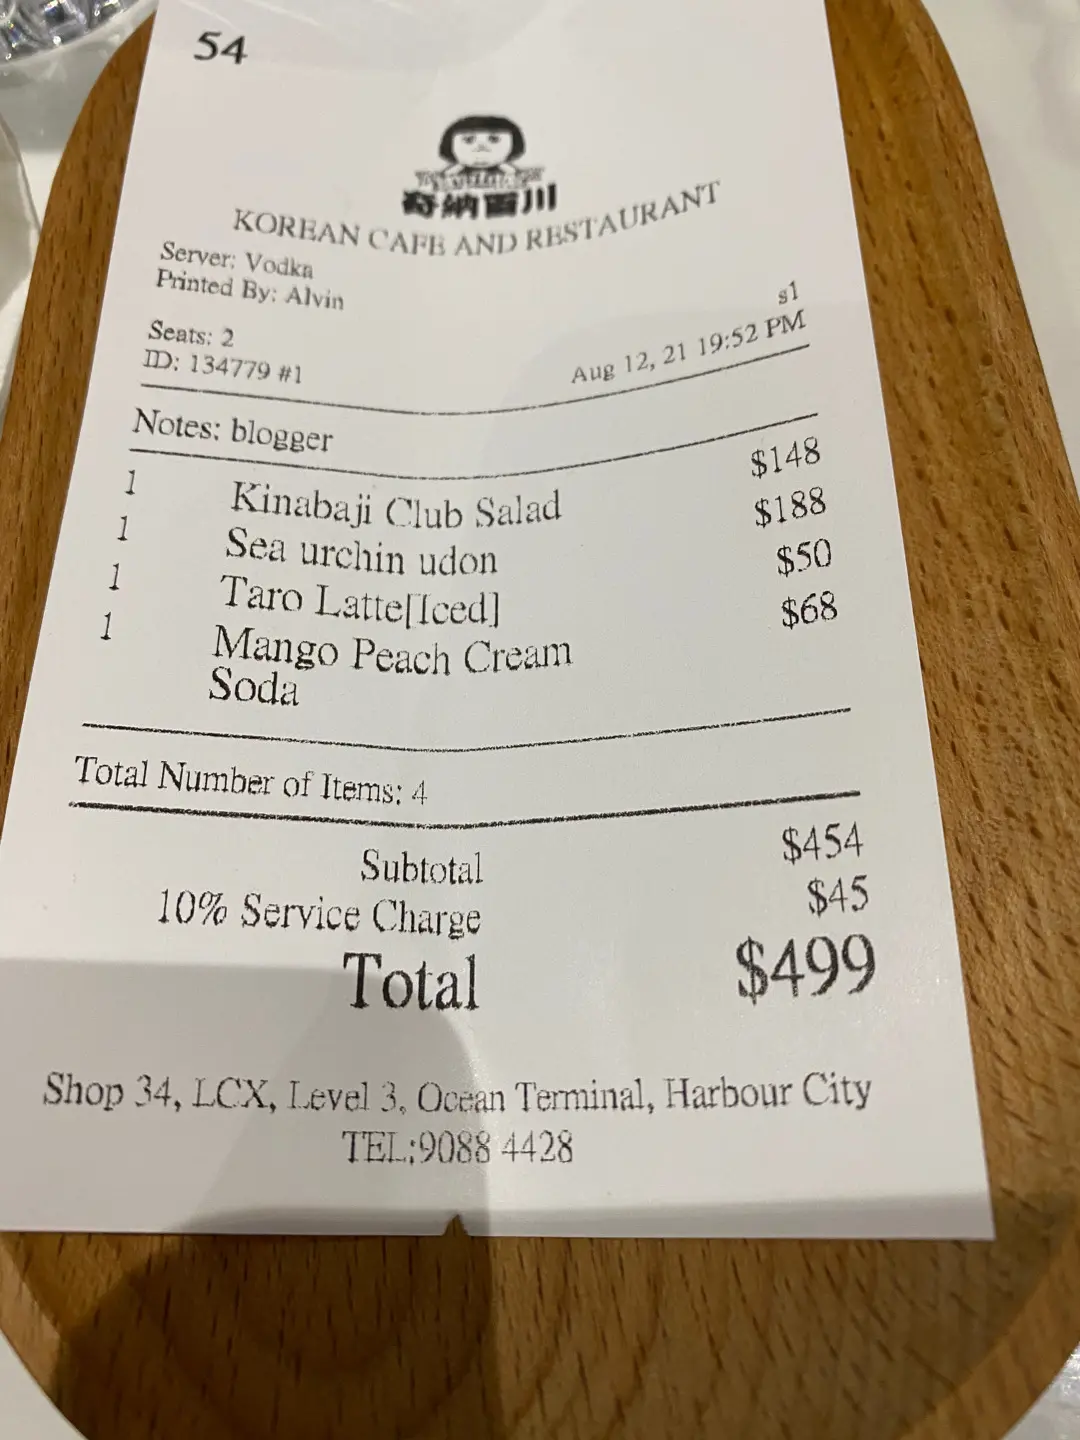 54
奇納百川
KOREAN CAFE AND RESTAURANT
Server: Vodka
Printed By: Alvin
s1
Seats: 2
ID: 134779 #1 Aug 12, 21 19:52 PM
Notes: blogger
1 Kinabaji Club Salad $148
1 Sea urchin udon $188
1 Taro Latte[Iced] $50
1 Mango Peach Cream $68
Soda
Total Number of Items: 4
Subtotal $454
10% Service Charge $45
Total $499
Shop 34, LCX, Level 3, Ocean Terminal, Harbour City
TEL:9088 4428